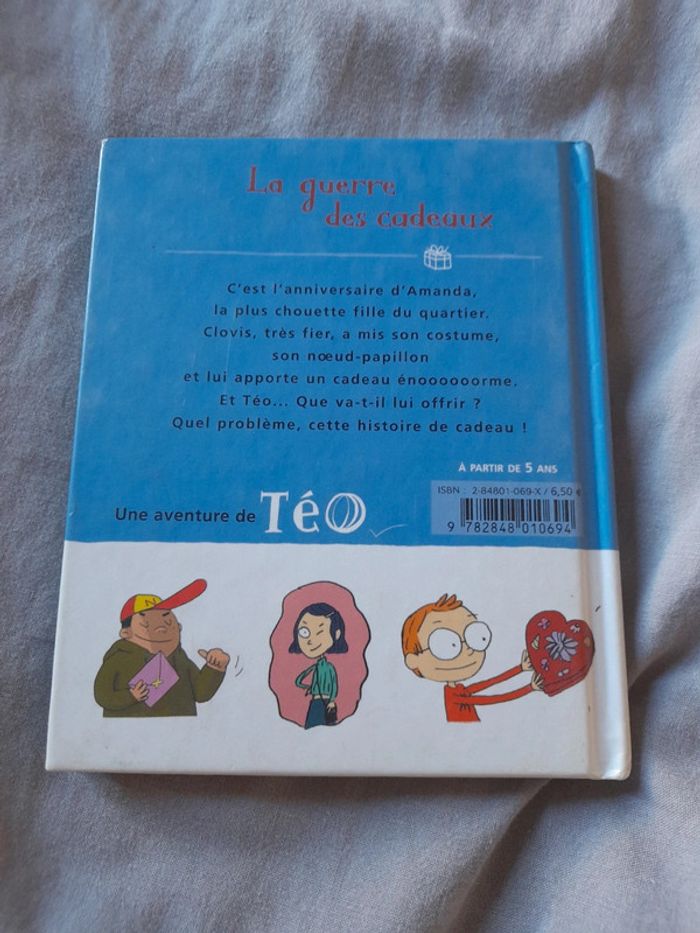 La guerre
des cadeaux
C'est l'anniversaire d'Amanda,
la plus chouette fille du quartier.
Clovis, très fier, a mis son costume,
son nœud-papillon
et lui apporte un cadeau énoooooorme.
Et Téo... Que va-t-il lui offrir ?
Quel problème, cette histoire de cadeau !
À PARTIR DE 5 ANS
ISBN : 2-84801-069-X / 6,50 €
Une aventure de TÉO
9 782848 010694
N